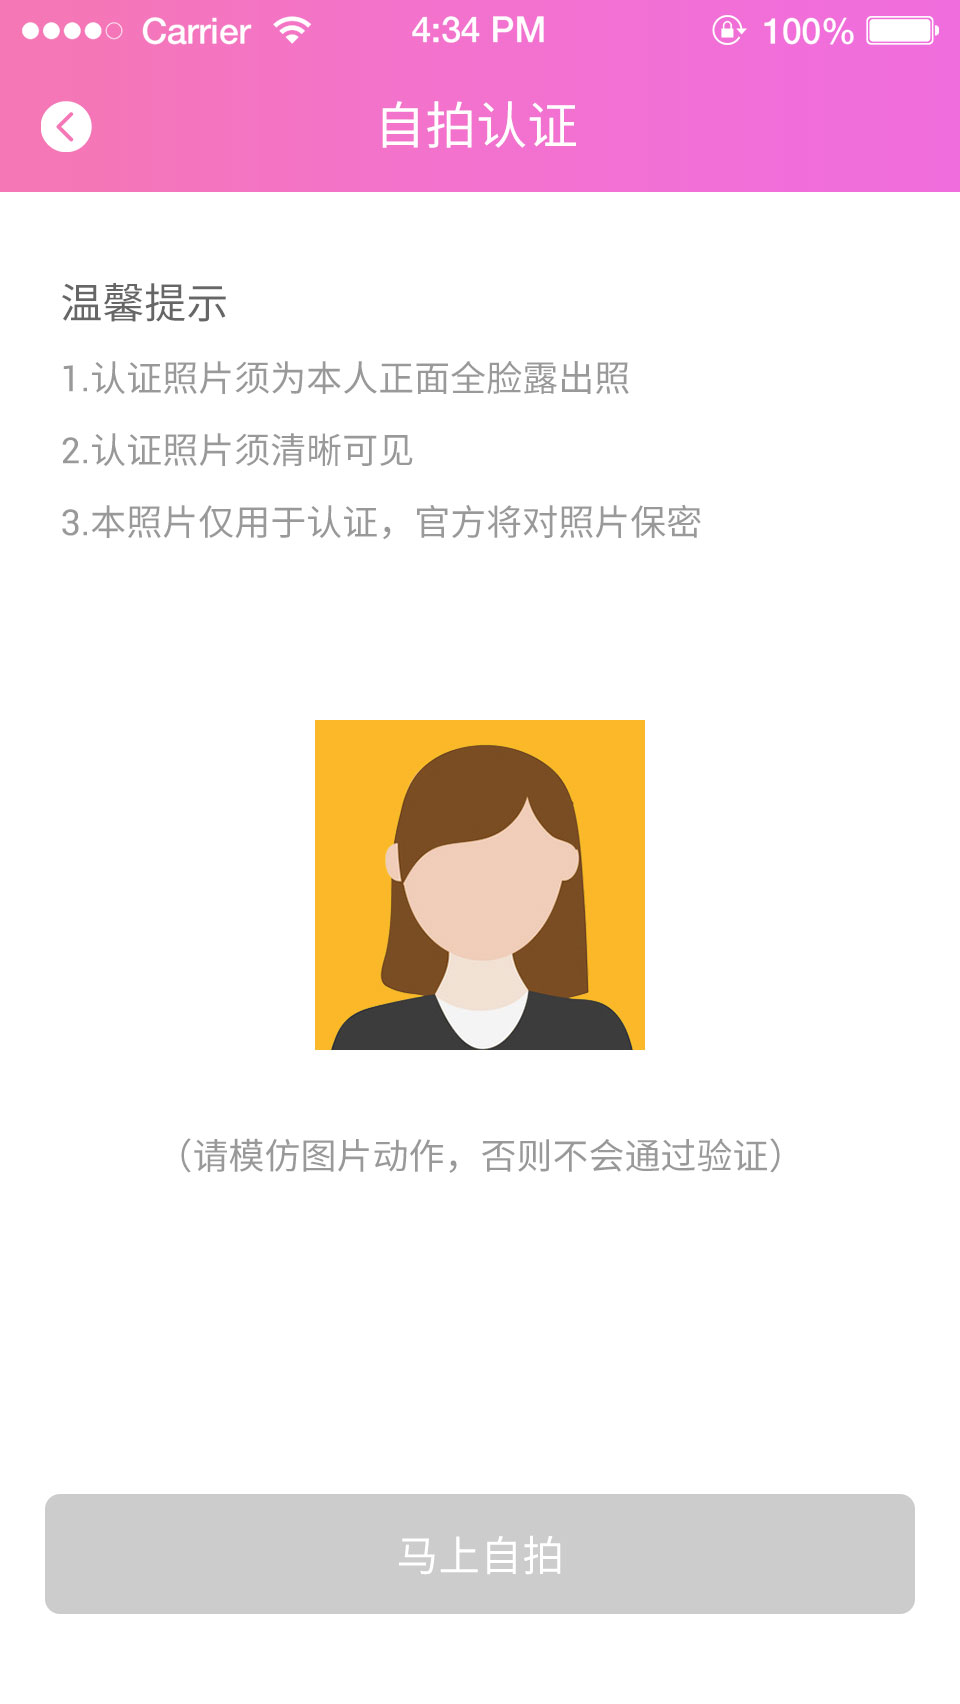 Carrier 4:34 PM 100%
自拍认证
温馨提示
1.认证照片须为本人正面全脸露出照
2.认证照片须清晰可见
3.本照片仅用于认证，官方将对照片保密
（请模仿图片动作，否则不会通过验证）
马上自拍